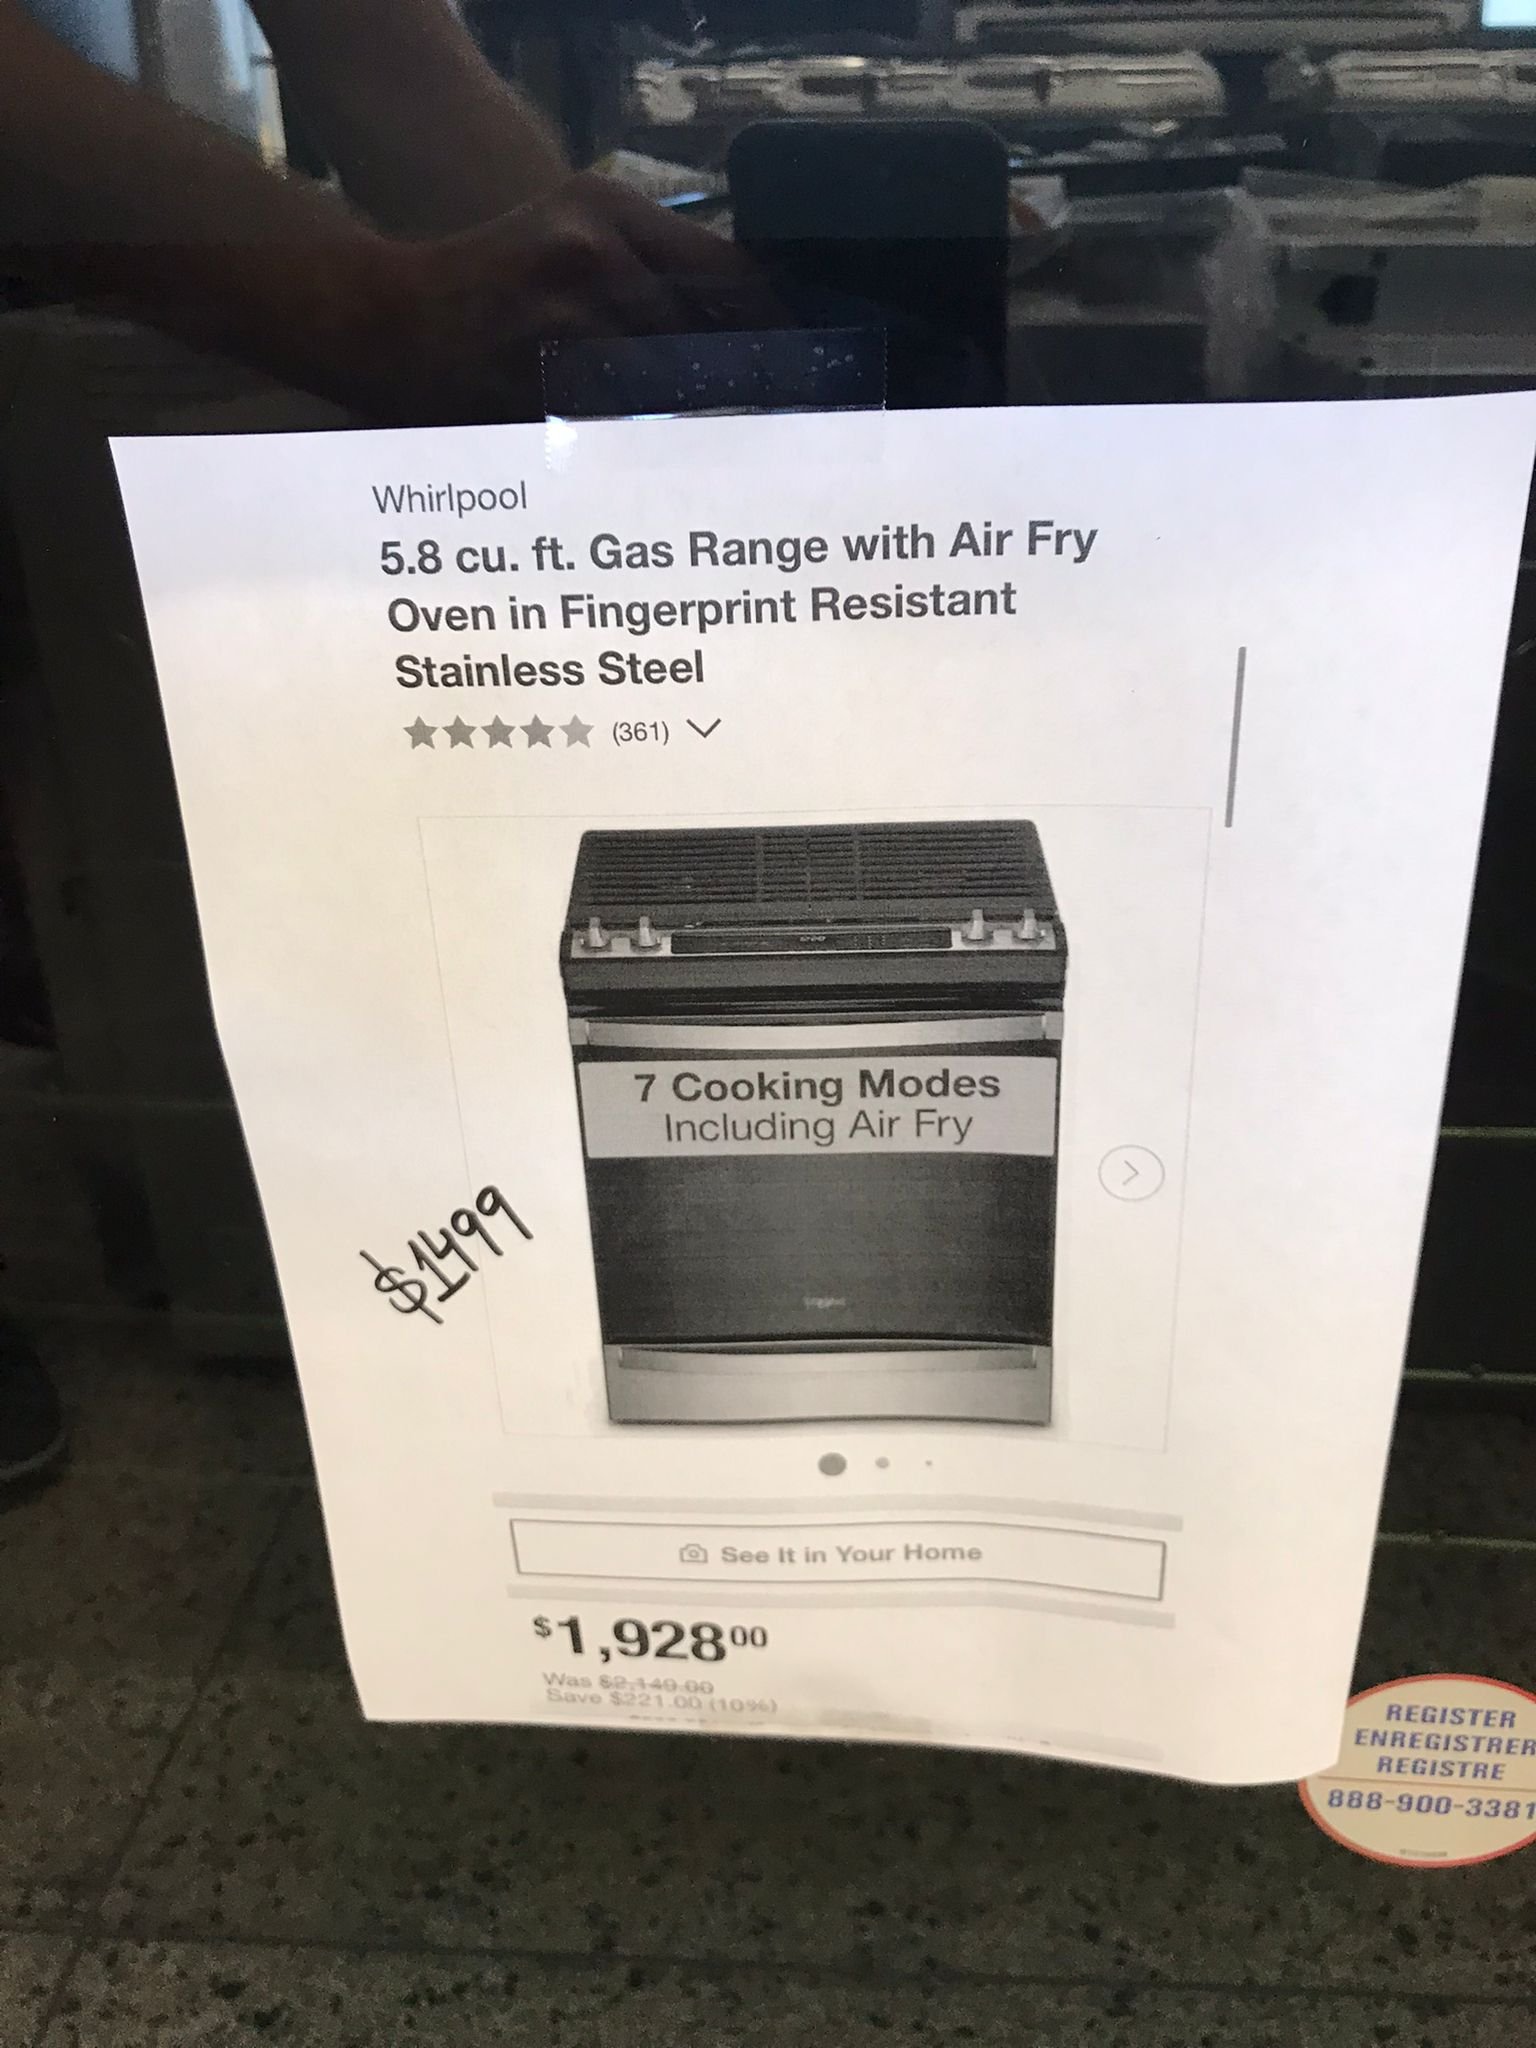 Whirlpool
5.8 cu. ft. Gas Range with Air Fry
Oven in Fingerprint Resistant
Stainless Steel
(361)
7 Cooking Modes
Including Air Fry
$1499
See It in Your Home
$1,928 00
Was $2,149.00
Save $221.00 (10%)
REGISTER
ENREGISTRER
REGISTRE
888-900-3381